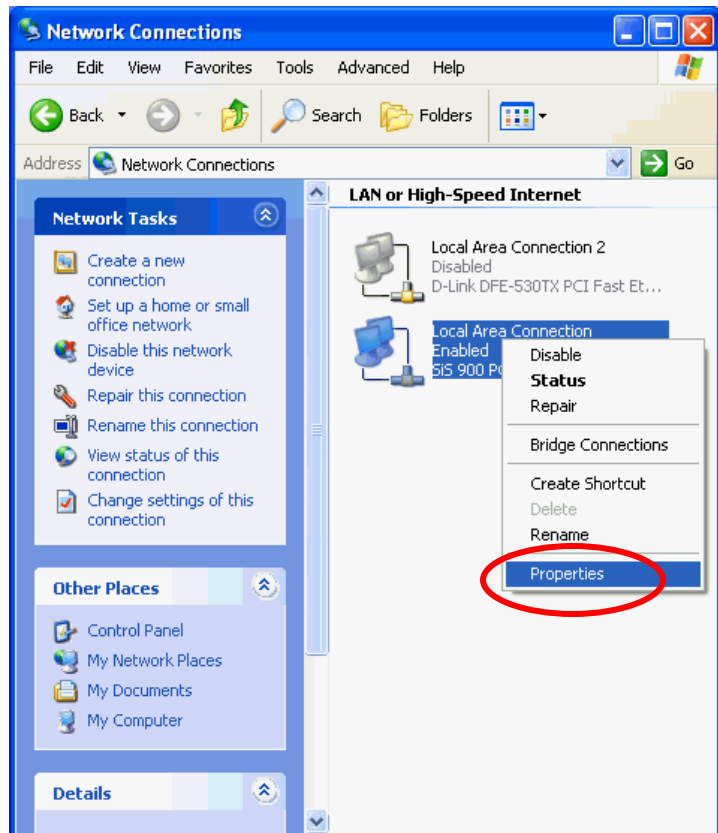 Network Connections
File Edit View Favorites Tools Advanced Help
Back Search Folders
Address Network Connections Go
Network Tasks
Create a new
connection
Set up a home or small
office network
Disable this network
device
Repair this connection
Rename this connection
View status of this
connection
Change settings of this
connection
Other Places
Control Panel
My Network Places
My Documents
My Computer
Details
LAN or High-Speed Internet
Local Area Connection 2
Disabled
D-Link DFE-530TX PCI Fast Et...
Local Area Connection
Enabled
SiS 900
Disable
Status
Repair
Bridge Connections
Create Shortcut
Delete
Rename
Properties